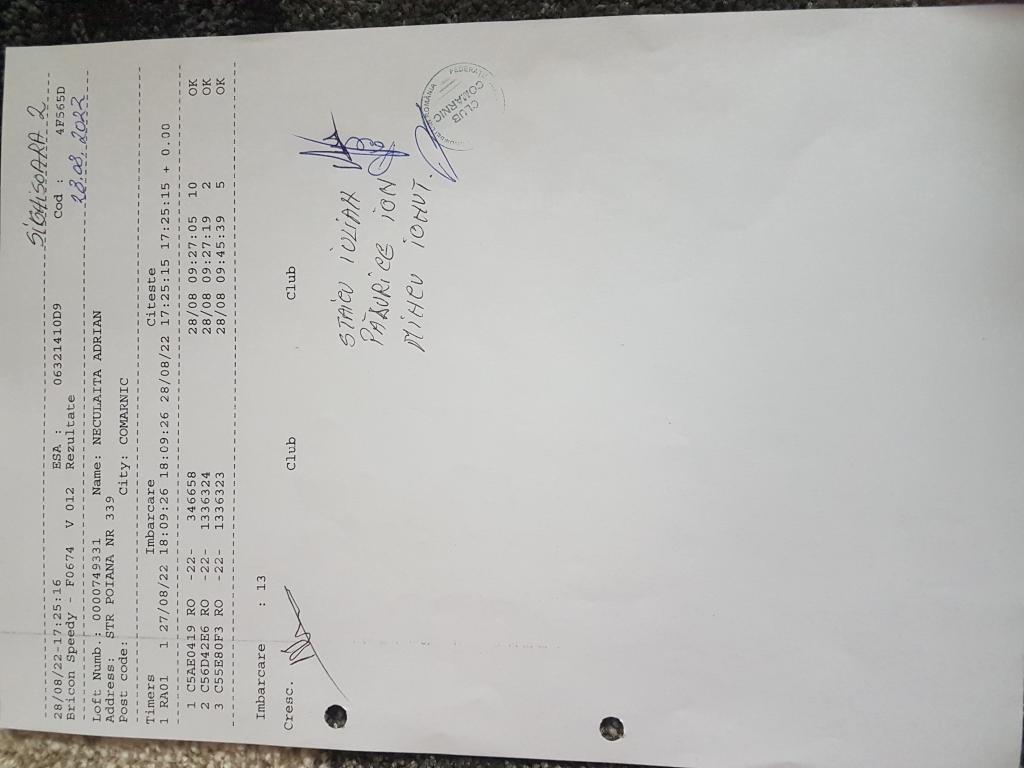 SIGHISOARA 2
28/08/22-17:25:16 ESA : 06321410D9 Cod : 4F565D
Bricon Speedy - F0674 V 012 Rezultate 28.08.2022
Loft Numb.: 0000749331 Name: NECULAITA ADRIAN
Address: STR POIANA NR 339
Post code: City: COMARNIC
Timers Imbarcare Citeste
1 RA01 1 27/08/22 18:09:26 18:09:26 28/08/22 17:25:15 17:25:15 + 0.00
1 C5AE0419 RO -22- 346658 28/08 09:27:05 10 OK
2 C56D42E6 RO -22- 1336324 28/08 09:27:19 2 OK
3 C55E80F3 RO -22- 1336323 28/08 09:45:39 5 OK
Imbarcare : 13
Cresc. Club Club
STAICU IULIAN
PĂDURICE ION
MIHCU IONUT.
FEDERAȚI
ROMÂNIA
CLUB
COMARNIC